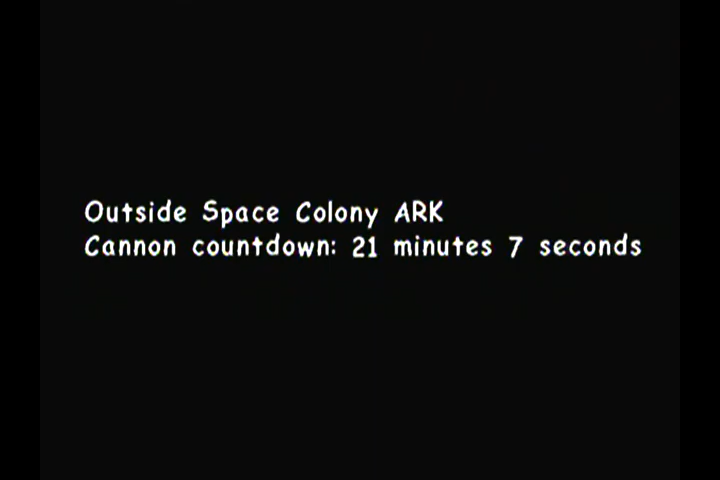 Outside Space Colony ARK
Cannon countdown: 21 minutes 7 seconds